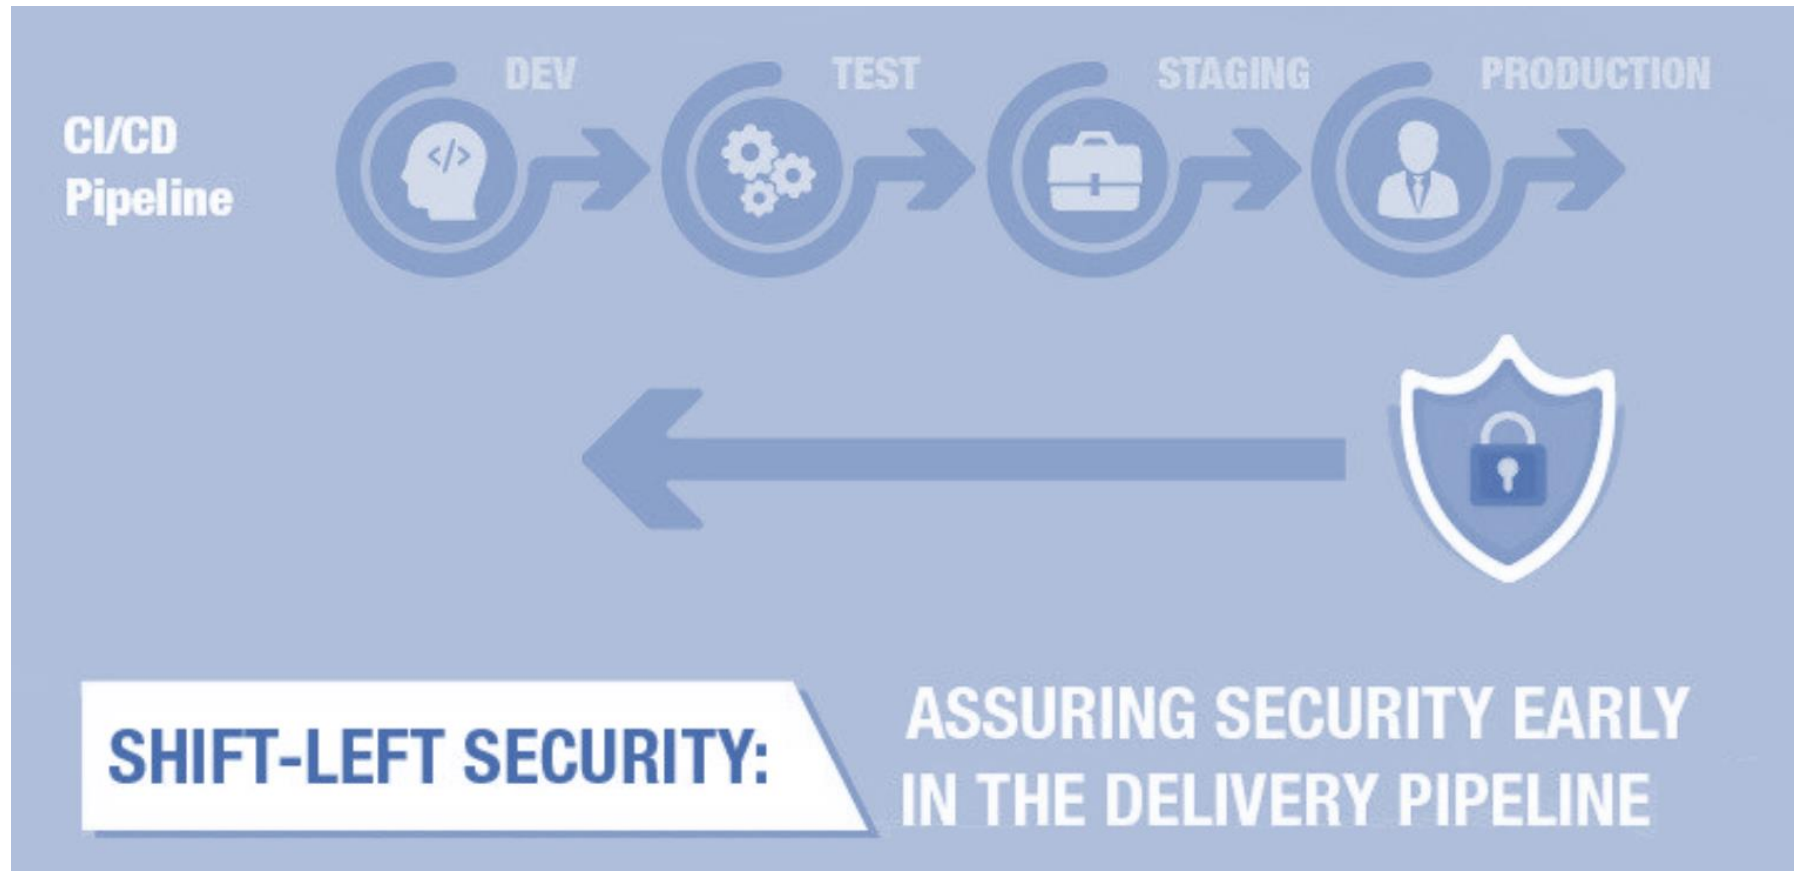 DEV
TEST
STAGING
PRODUCTION
CI/CD
Pipeline
</>
SHIFT-LEFT SECURITY:
ASSURING SECURITY EARLY
IN THE DELIVERY PIPELINE